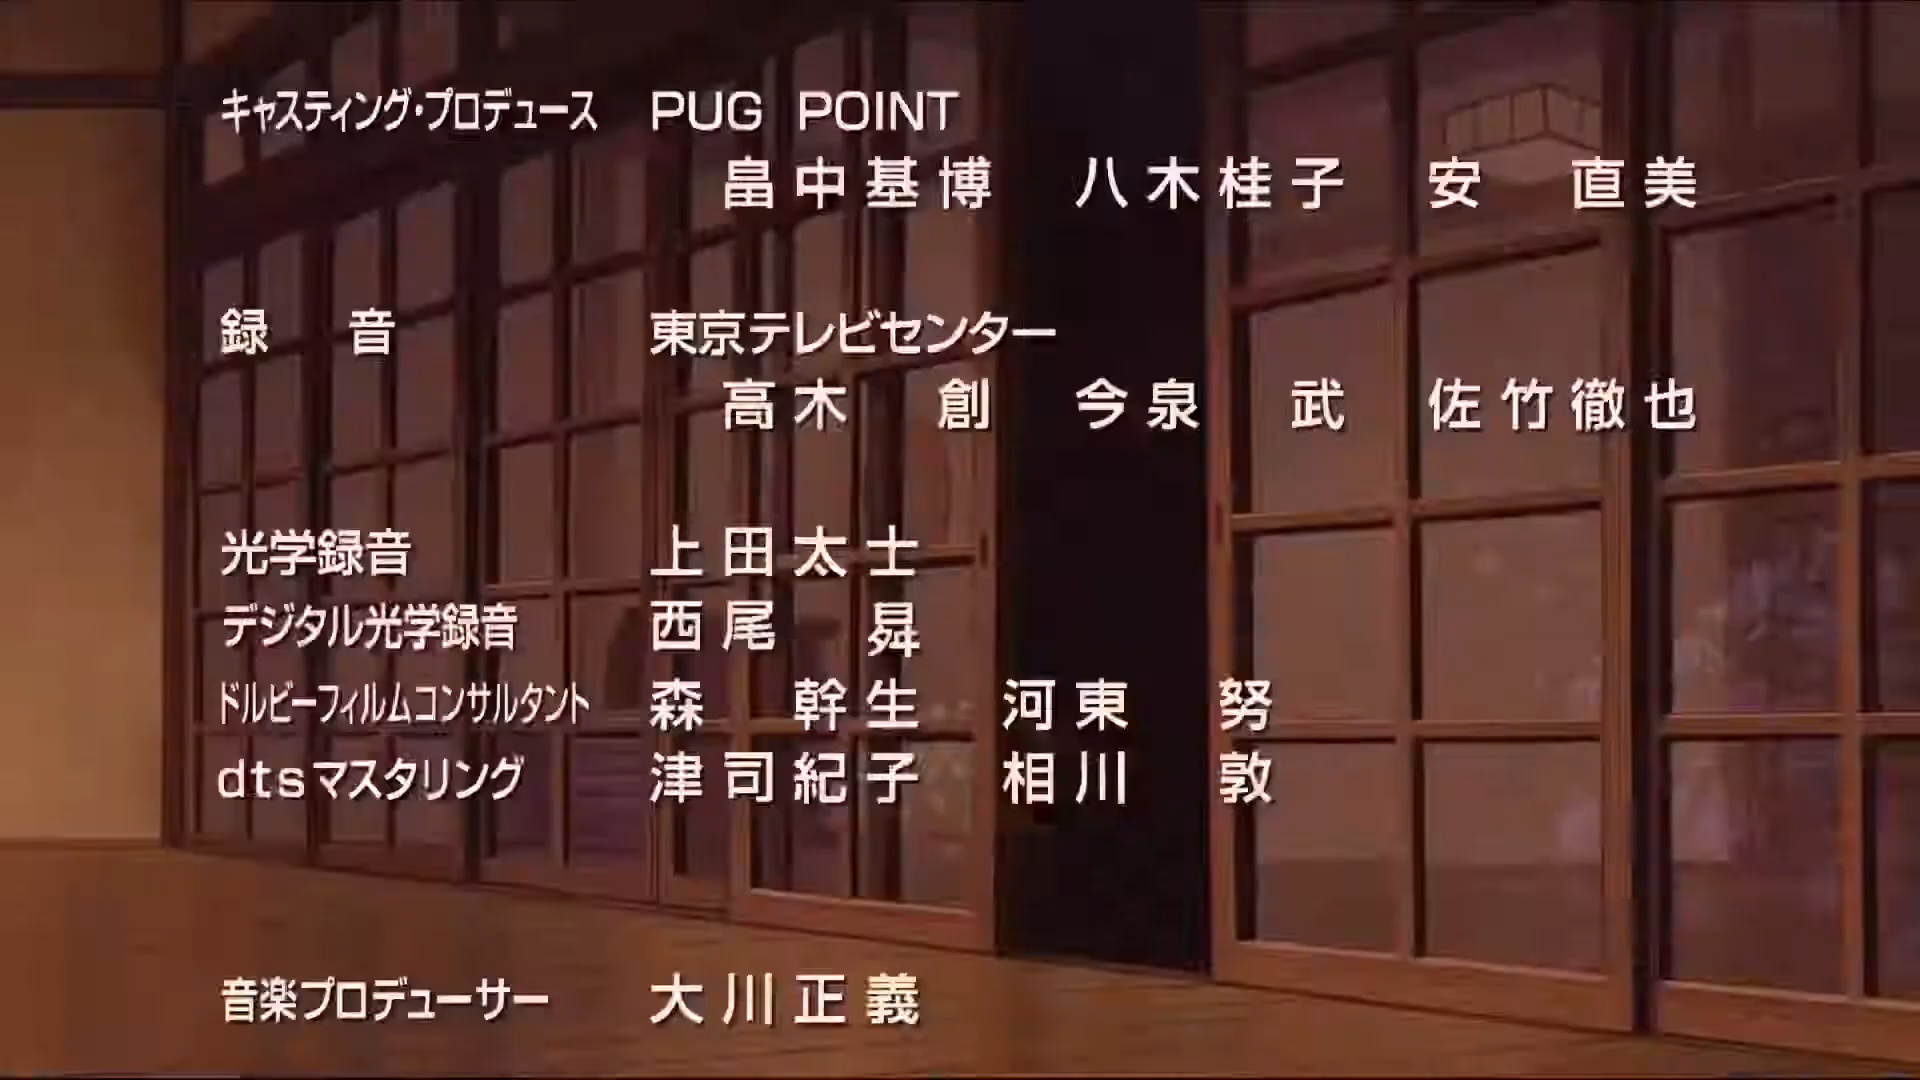 キャスティング・プロデュース PUG POINT
畠中基博 八木桂子 安 直美
録 音 東京テレビセンター
高木 創 今泉 武 佐竹徹也
光学録音 上田太士
デジタル光学録音 西尾 曻
ドルビーフィルムコンサルタント 森 幹生 河東 努
dtsマスタリング 津司紀子 相川 敦
音楽プロデューサー 大川正義